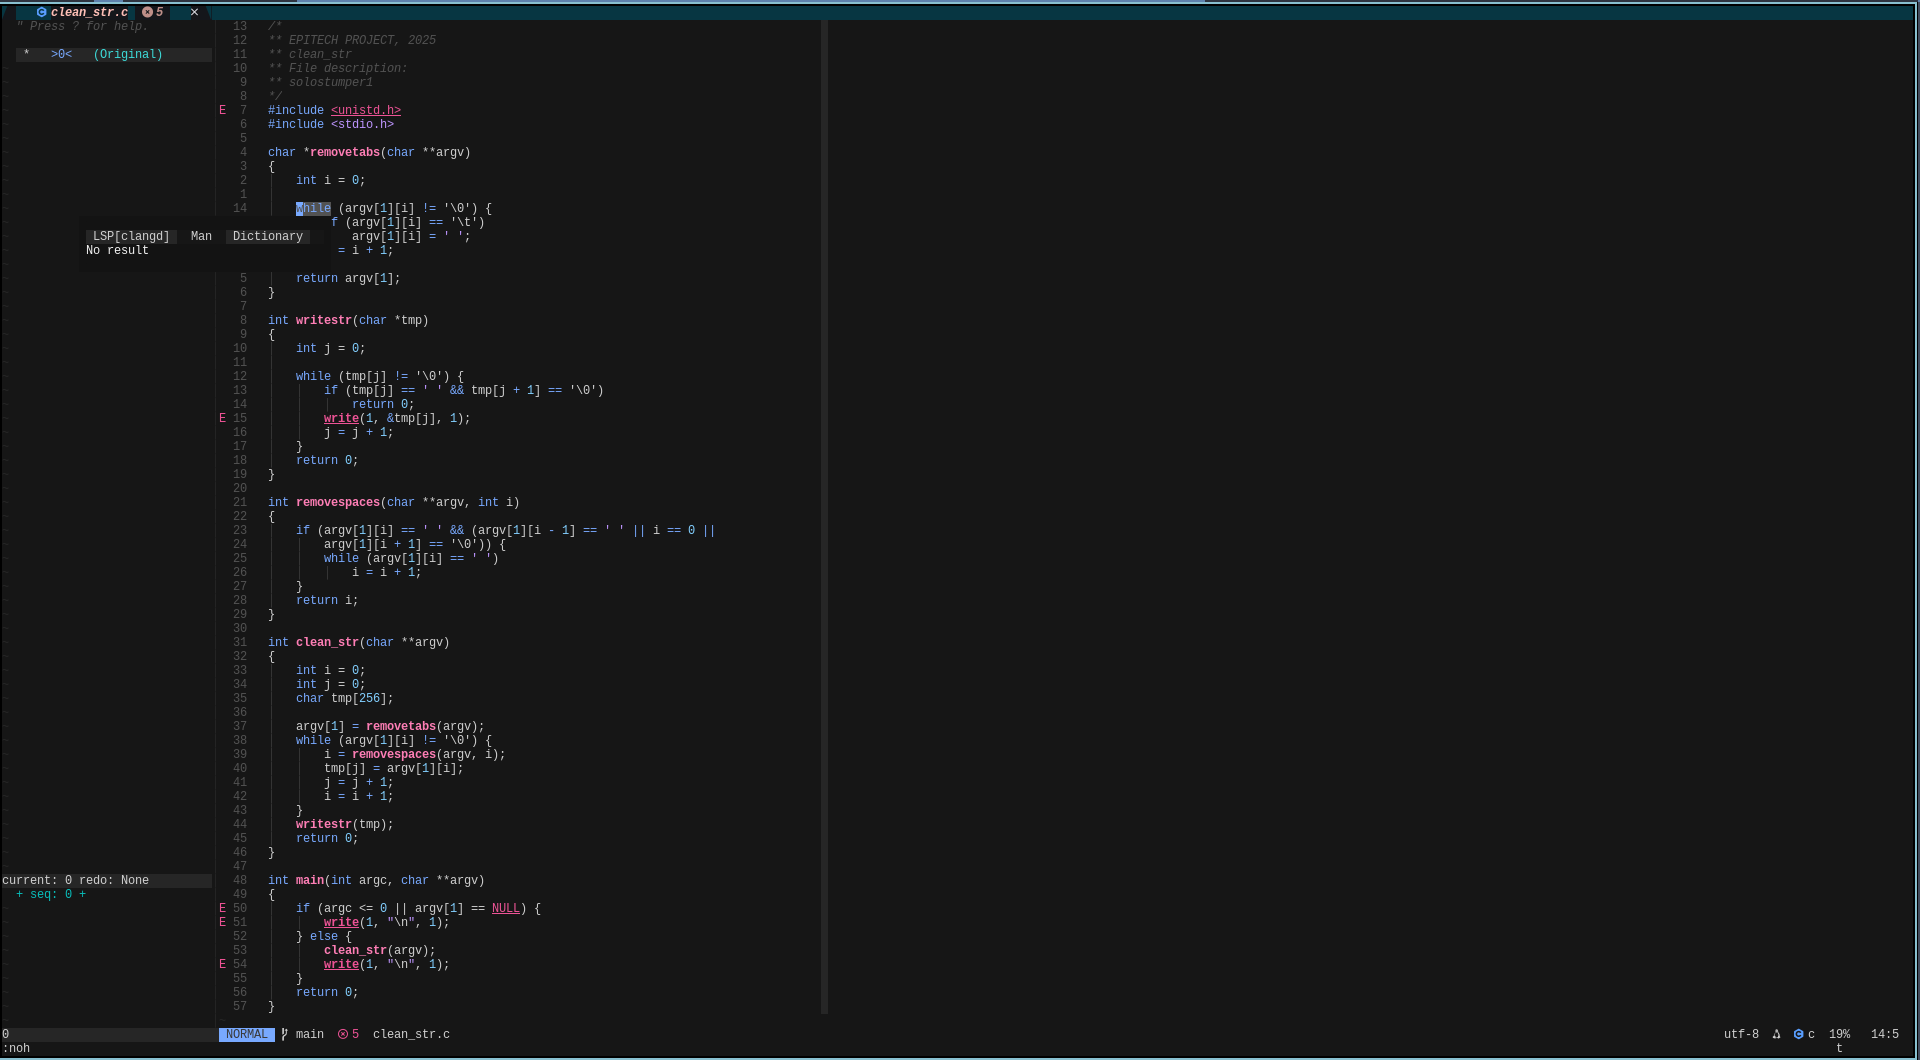 clean_str.c 5 ×
" Press ? for help.
* >0< (Original)
13 /*
12 ** EPITECH PROJECT, 2025
11 ** clean_str
10 ** File description:
9 ** solostumper1
8 */
E 7 #include <unistd.h>
6 #include <stdio.h>
5
4 char *removetabs(char **argv)
3 {
2     int i = 0;
1
14     while (argv[1][i] != '\0') {
f (argv[1][i] == '\t')
LSP[clangd] Man Dictionary argv[1][i] = ' ';
No result = i + 1;
5     return argv[1];
6 }
7
8 int writestr(char *tmp)
9 {
10     int j = 0;
11
12     while (tmp[j] != '\0') {
13         if (tmp[j] == ' ' && tmp[j + 1] == '\0')
14             return 0;
E 15         write(1, &tmp[j], 1);
16         j = j + 1;
17     }
18     return 0;
19 }
20
21 int removespaces(char **argv, int i)
22 {
23     if (argv[1][i] == ' ' && (argv[1][i - 1] == ' ' || i == 0 ||
24         argv[1][i + 1] == '\0')) {
25         while (argv[1][i] == ' ')
26             i = i + 1;
27     }
28     return i;
29 }
30
31 int clean_str(char **argv)
32 {
33     int i = 0;
34     int j = 0;
35     char tmp[256];
36
37     argv[1] = removetabs(argv);
38     while (argv[1][i] != '\0') {
39         i = removespaces(argv, i);
40         tmp[j] = argv[1][i];
41         j = j + 1;
42         i = i + 1;
43     }
44     writestr(tmp);
45     return 0;
46 }
47
current: 0 redo: None
+ seq: 0 +
48 int main(int argc, char **argv)
49 {
E 50     if (argc <= 0 || argv[1] == NULL) {
E 51         write(1, "\n", 1);
52     } else {
53         clean_str(argv);
E 54         write(1, "\n", 1);
55     }
56     return 0;
57 }
0 NORMAL main 5 clean_str.c utf-8 c 19% 14:5
:noh t